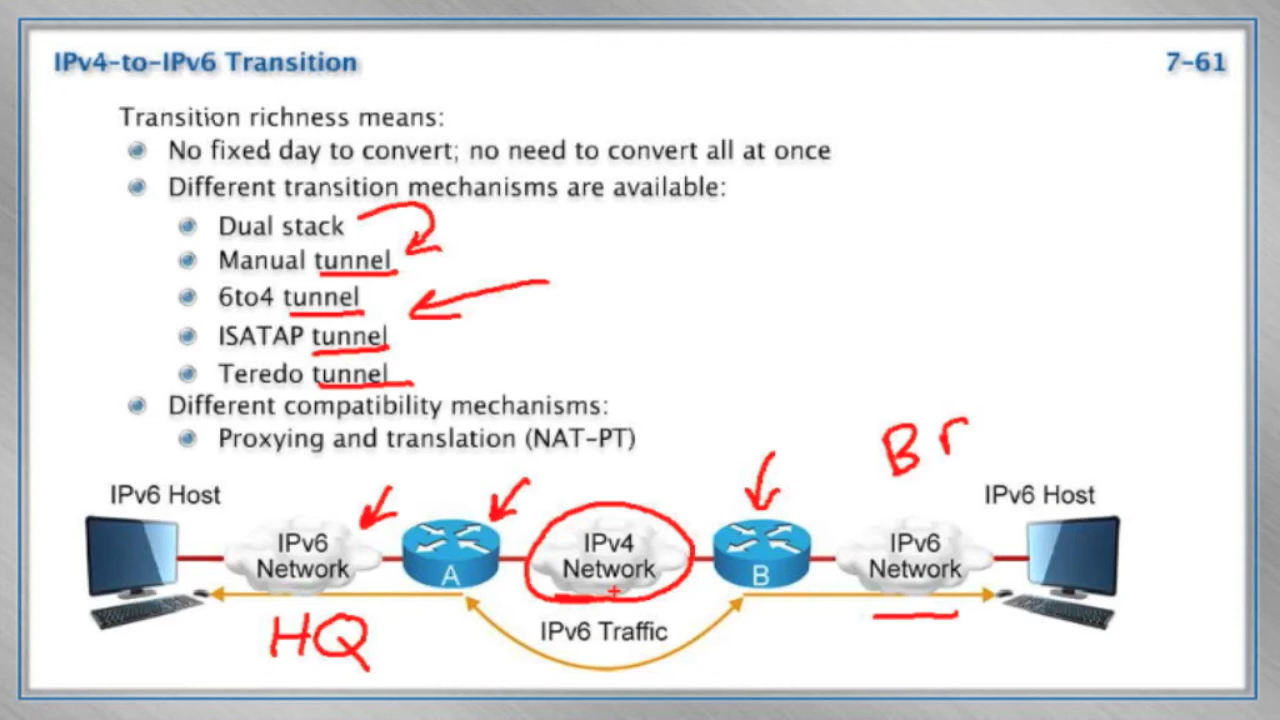 IPv4-to-IPv6 Transition 7-61
Transition richness means:
No fixed day to convert; no need to convert all at once
Different transition mechanisms are available:
Dual stack
Manual tunnel
6to4 tunnel
ISATAP tunnel
Teredo tunnel
Different compatibility mechanisms:
Proxying and translation (NAT-PT)
Br
IPv6 Host
IPv6 Host
IPv6
Network
A
IPv4
Network
B
IPv6
Network
HQ
IPv6 Traffic